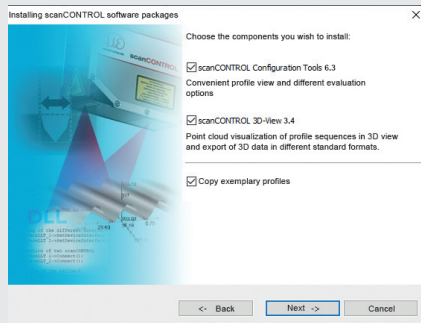 Installing scanCONTROL software packages
Choose the components you wish to install:
scanCONTROL Configuration Tools 6.3
Convenient profile view and different evaluation
options
scanCONTROL 3D-View 3.4
Point cloud visualization of profile sequences in 3D view
and export of 3D data in different standard formats.
Copy exemplary profiles
scanCONTROL
DLL
<- Back
Next ->
Cancel